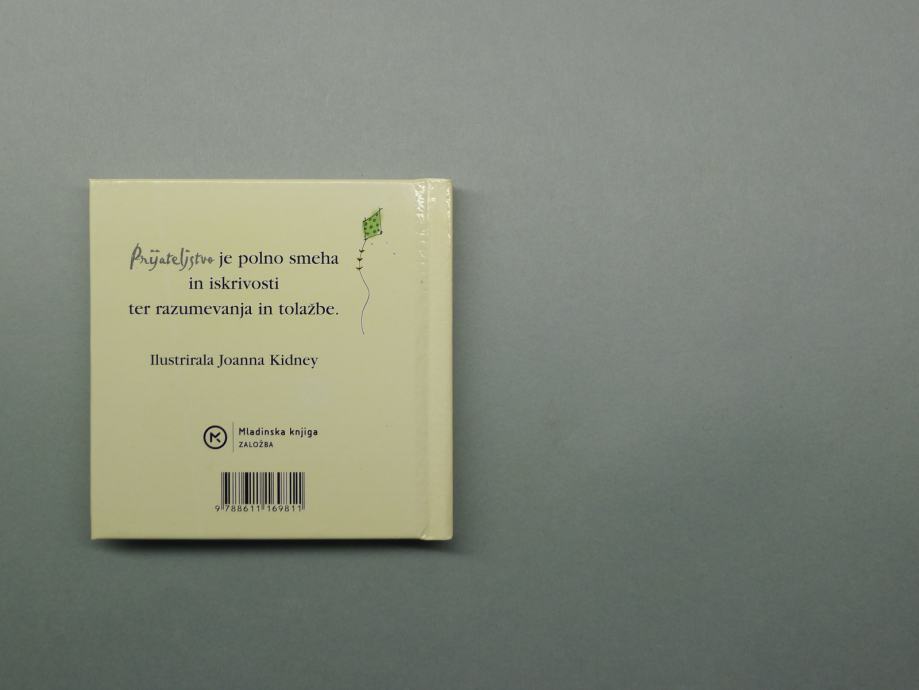 Prijateljstvo je polno smeha
in iskrivosti
ter razumevanja in tolažbe.
Ilustrirala Joanna Kidney
Mladinska knjiga
ZALOŽBA
9 788611 169811